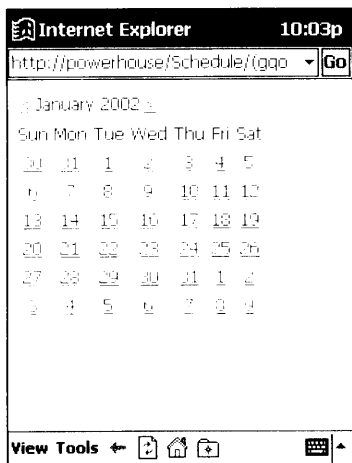 Internet Explorer 10:03p
http://powerhouse/Schedule/(gqo Go
< January 2002 >
Sun Mon Tue Wed Thu Fri Sat
30 31 1 2 3 4 5
6 7 8 9 10 11 12
13 14 15 16 17 18 19
20 21 22 23 24 25 26
27 28 29 30 31 1 2
3 4 5 6 7 8 9
View Tools